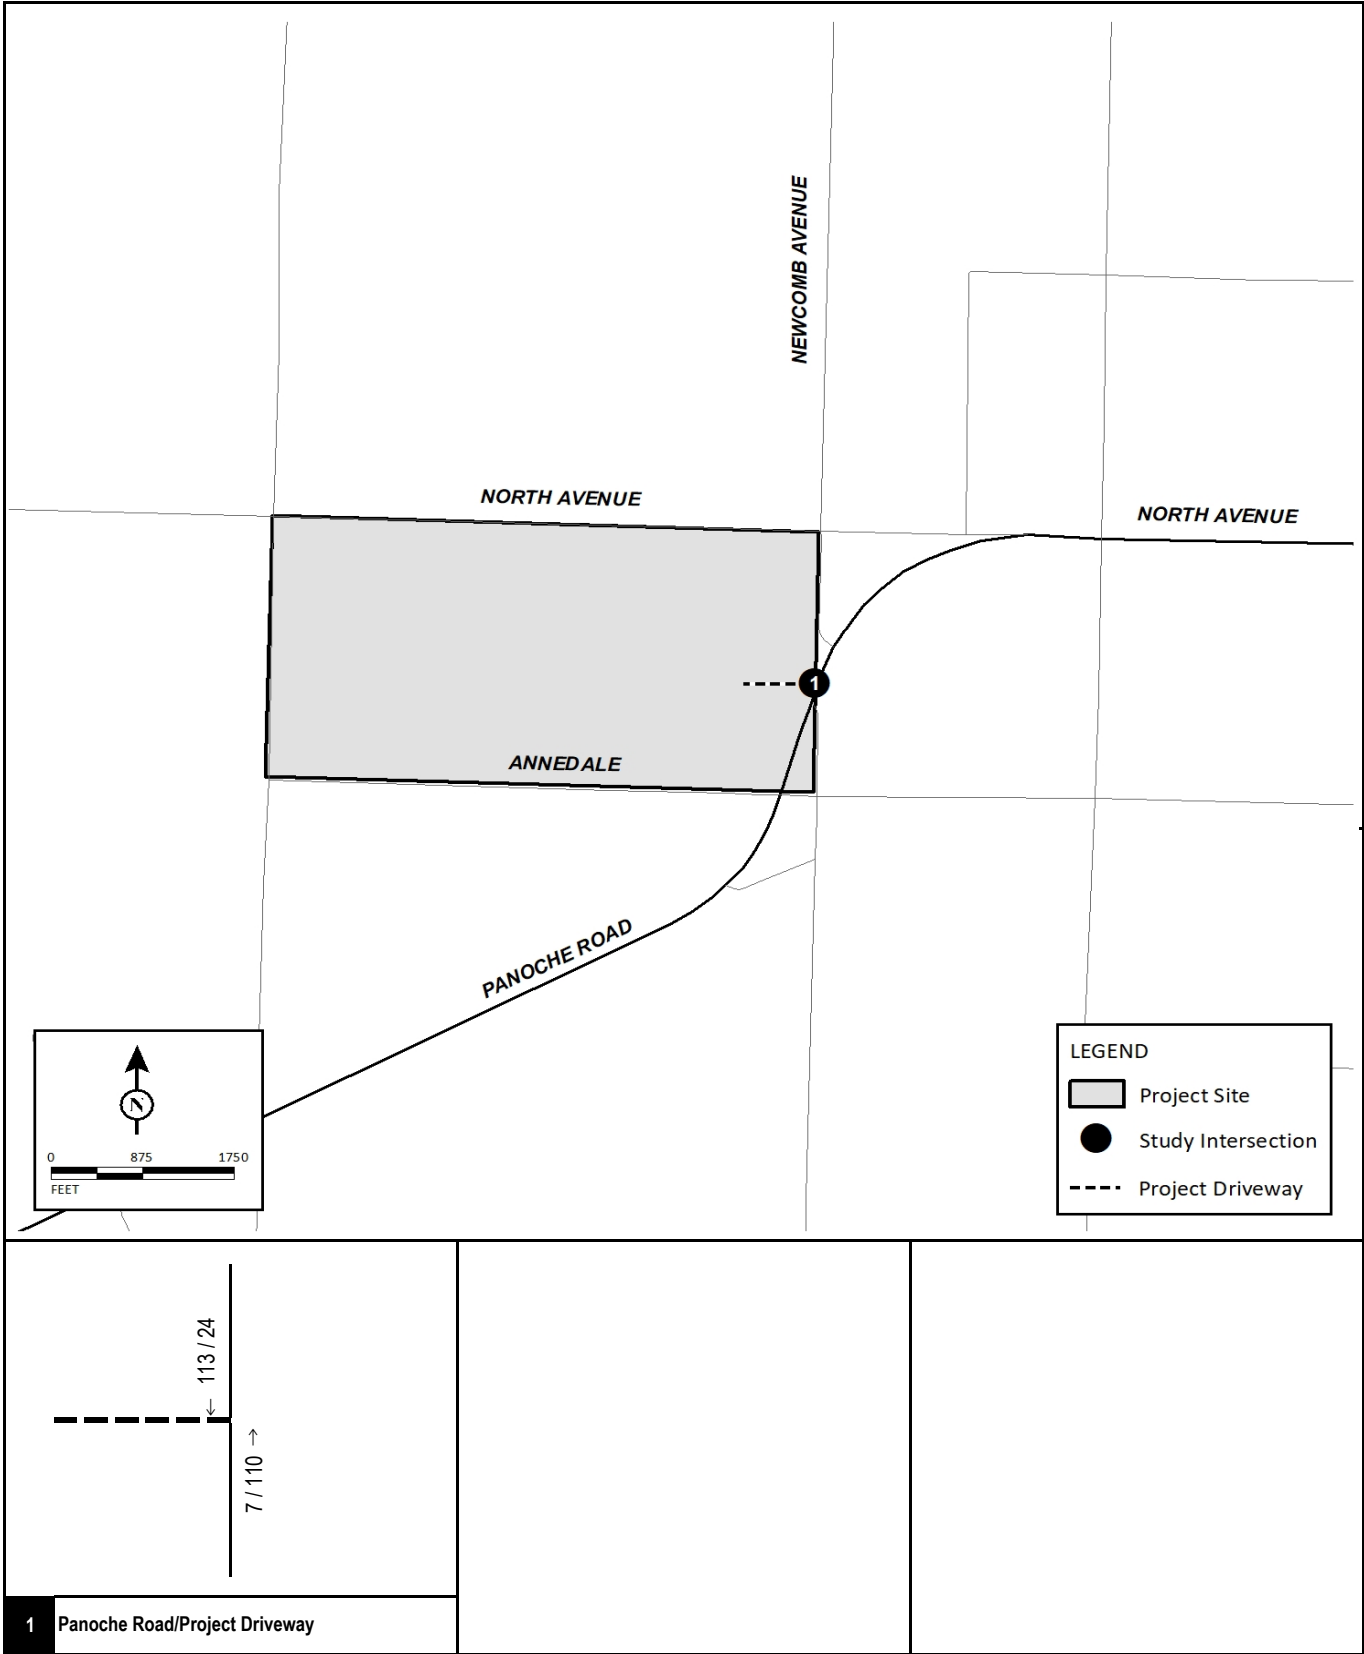 NEWCOMB AVENUE
NORTH AVENUE
NORTH AVENUE
1
ANNEDALE
PANOCHE ROAD
N
0 875 1750
FEET
LEGEND
Project Site
Study Intersection
Project Driveway
← 113 / 24
7 / 110 →
1 Panoche Road/Project Driveway